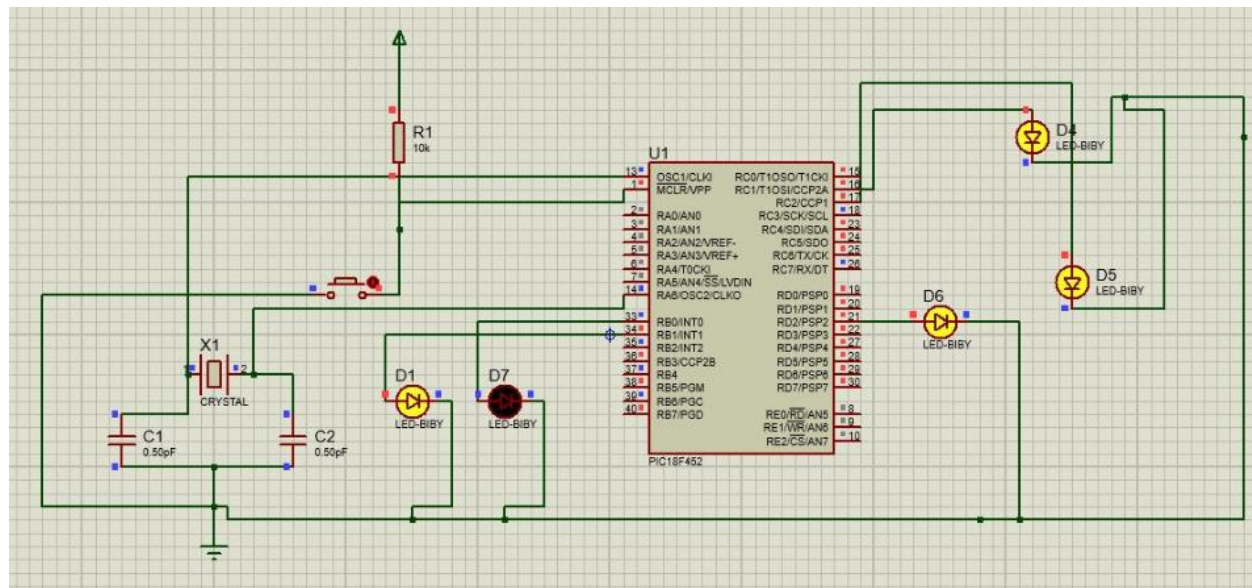 R1
10k
U1
13 OSC1/CLKI
1 MCLR/VPP
2 RA0/AN0
3 RA1/AN1
4 RA2/AN2/VREF-
5 RA3/AN3/VREF+
6 RA4/T0CKI
7 RA5/AN4/SS/LVDIN
14 RA6/OSC2/CLKO
33 RB0/INT0
34 RB1/INT1
35 RB2/INT2
36 RB3/CCP2B
37 RB4
38 RB5/PGM
39 RB6/PGC
40 RB7/PGD
RC0/T1OSO/T1CKI 15
RC1/T1OSI/CCP2A 16
RC2/CCP1 17
RC3/SCK/SCL 18
RC4/SDI/SDA 23
RC5/SDO 24
RC6/TX/CK 25
RC7/RX/DT 26
RD0/PSP0 19
RD1/PSP1 20
RD2/PSP2 21
RD3/PSP3 22
RD4/PSP4 27
RD5/PSP5 28
RD6/PSP6 29
RD7/PSP7 30
RE0/RD/AN5 8
RE1/WR/AN6 9
RE2/CS/AN7 10
PIC18F452
D4
LED-BIBY
D5
LED-BIBY
D6
LED-BIBY
X1
2
CRYSTAL
D1
LED-BIBY
D7
LED-BIBY
C1
0.50pF
C2
0.50pF